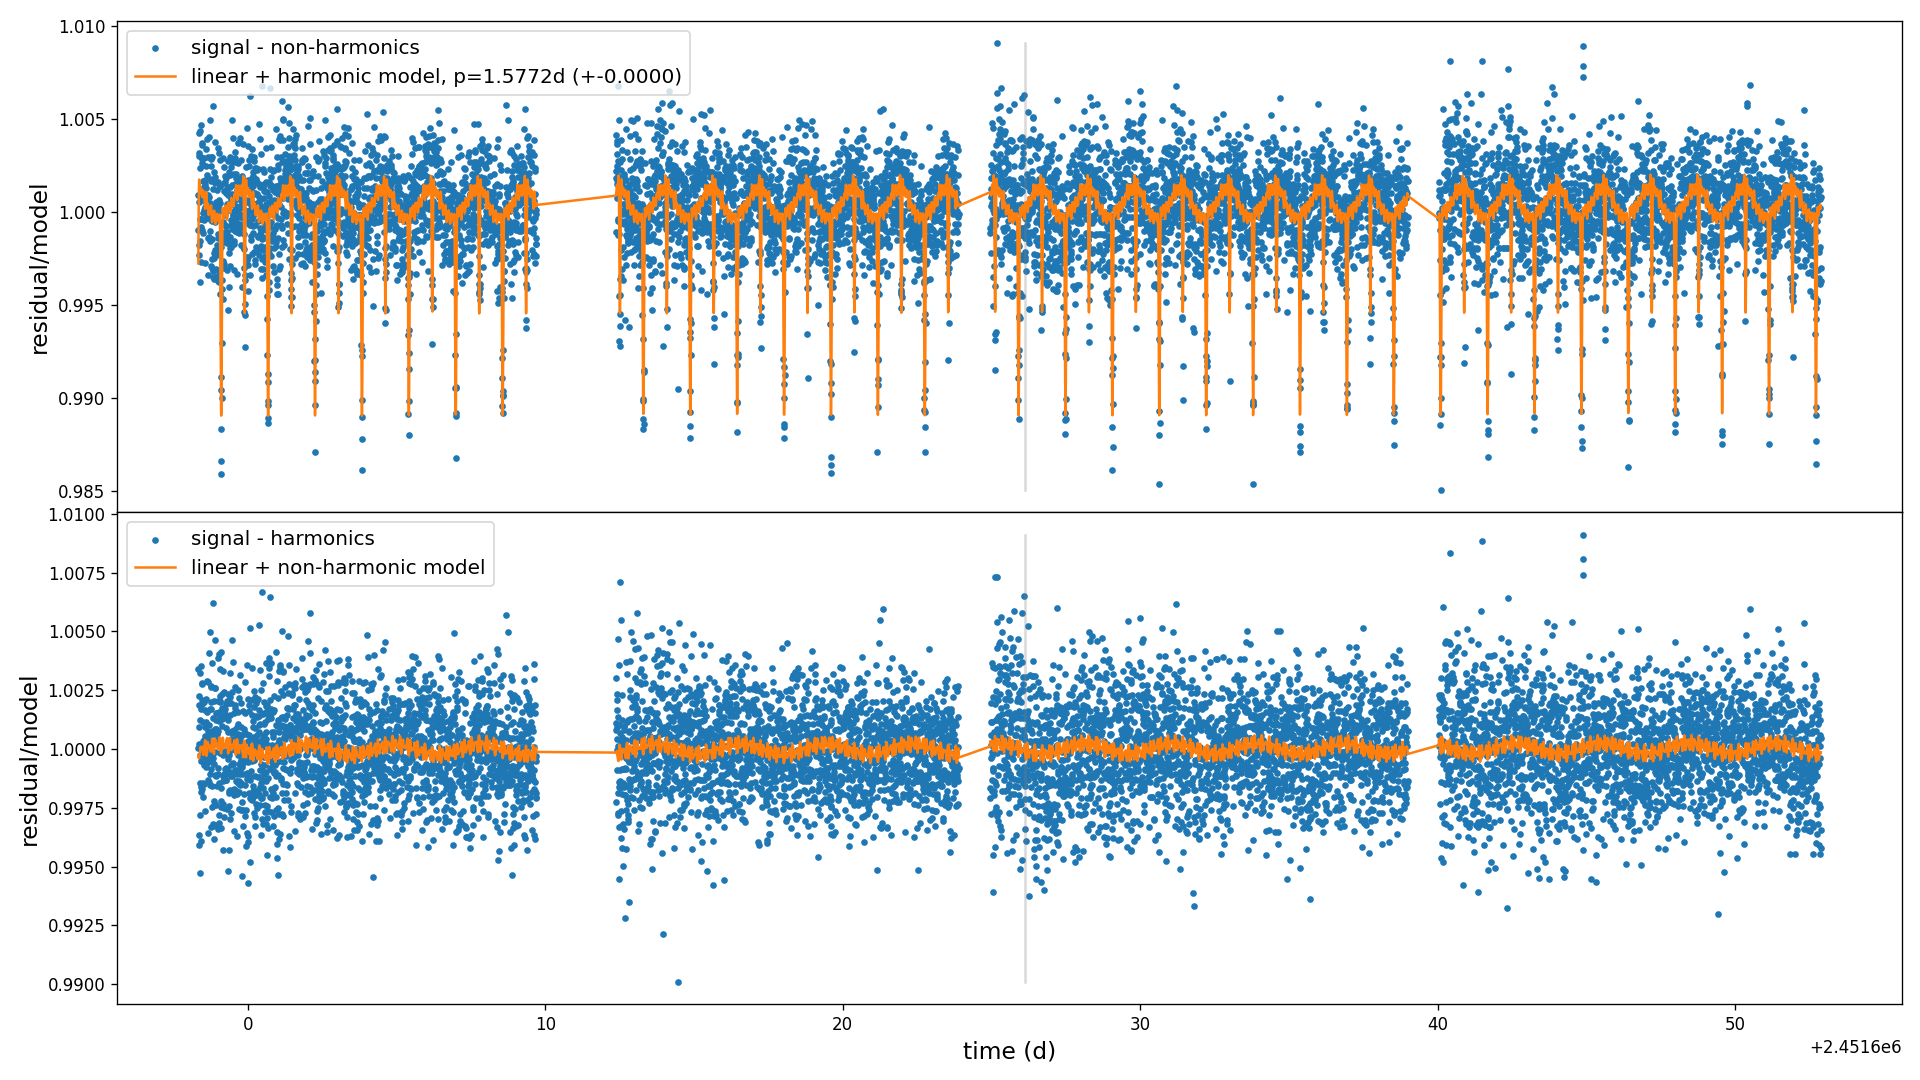 1.010
1.005
1.000
0.995
0.990
0.985
residual/model
signal - non-harmonics
linear + harmonic model, p=1.5772d (+-0.0000)
1.0100
1.0075
1.0050
1.0025
1.0000
0.9975
0.9950
0.9925
0.9900
residual/model
signal - harmonics
linear + non-harmonic model
0 10 20 30 40 50
time (d)
+2.4516e6